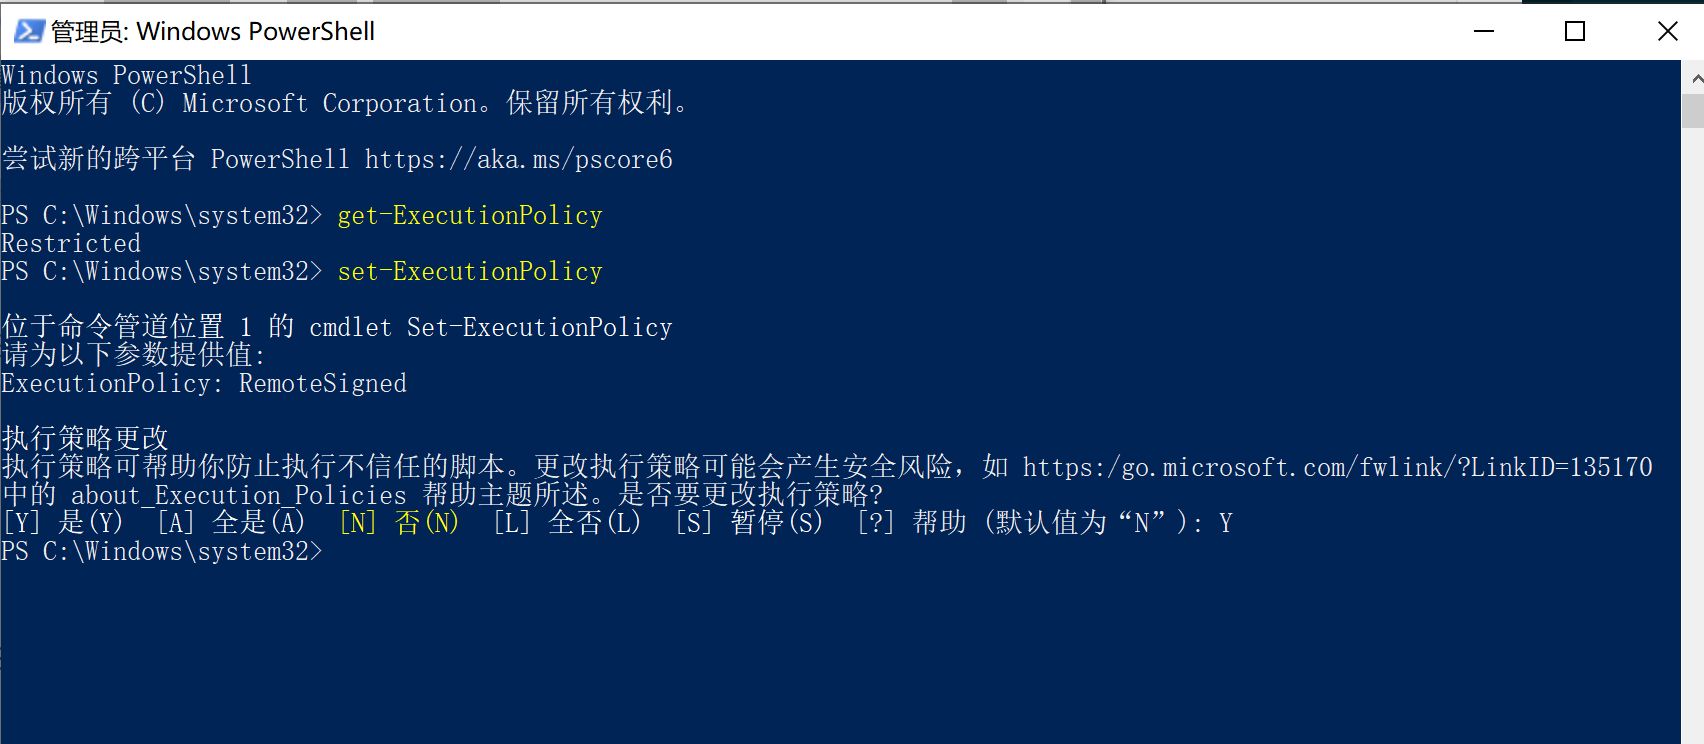 管理员: Windows PowerShell
Windows PowerShell
版权所有 (C) Microsoft Corporation。保留所有权利。
尝试新的跨平台 PowerShell https://aka.ms/pscore6
PS C:\Windows\system32> get-ExecutionPolicy
Restricted
PS C:\Windows\system32> set-ExecutionPolicy
位于命令管道位置 1 的 cmdlet Set-ExecutionPolicy
请为以下参数提供值:
ExecutionPolicy: RemoteSigned
执行策略更改
执行策略可帮助你防止执行不信任的脚本。更改执行策略可能会产生安全风险，如 https:/go.microsoft.com/fwlink/?LinkID=135170
中的 about_Execution_Policies 帮助主题所述。是否要更改执行策略?
[Y] 是(Y)  [A] 全是(A)  [N] 否(N)  [L] 全否(L)  [S] 暂停(S)  [?] 帮助 (默认值为“N”): Y
PS C:\Windows\system32>